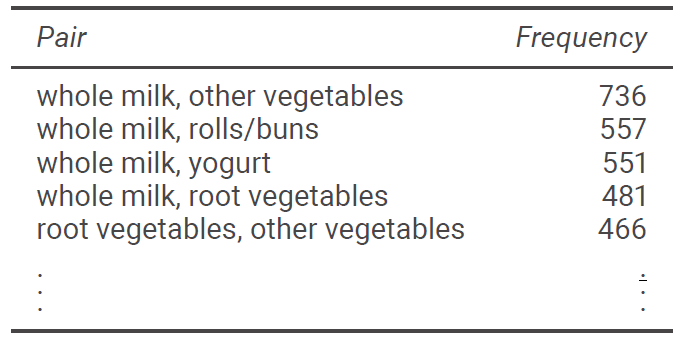 Pair Frequency
whole milk, other vegetables 736
whole milk, rolls/buns 557
whole milk, yogurt 551
whole milk, root vegetables 481
root vegetables, other vegetables 466
. .
. .
. .